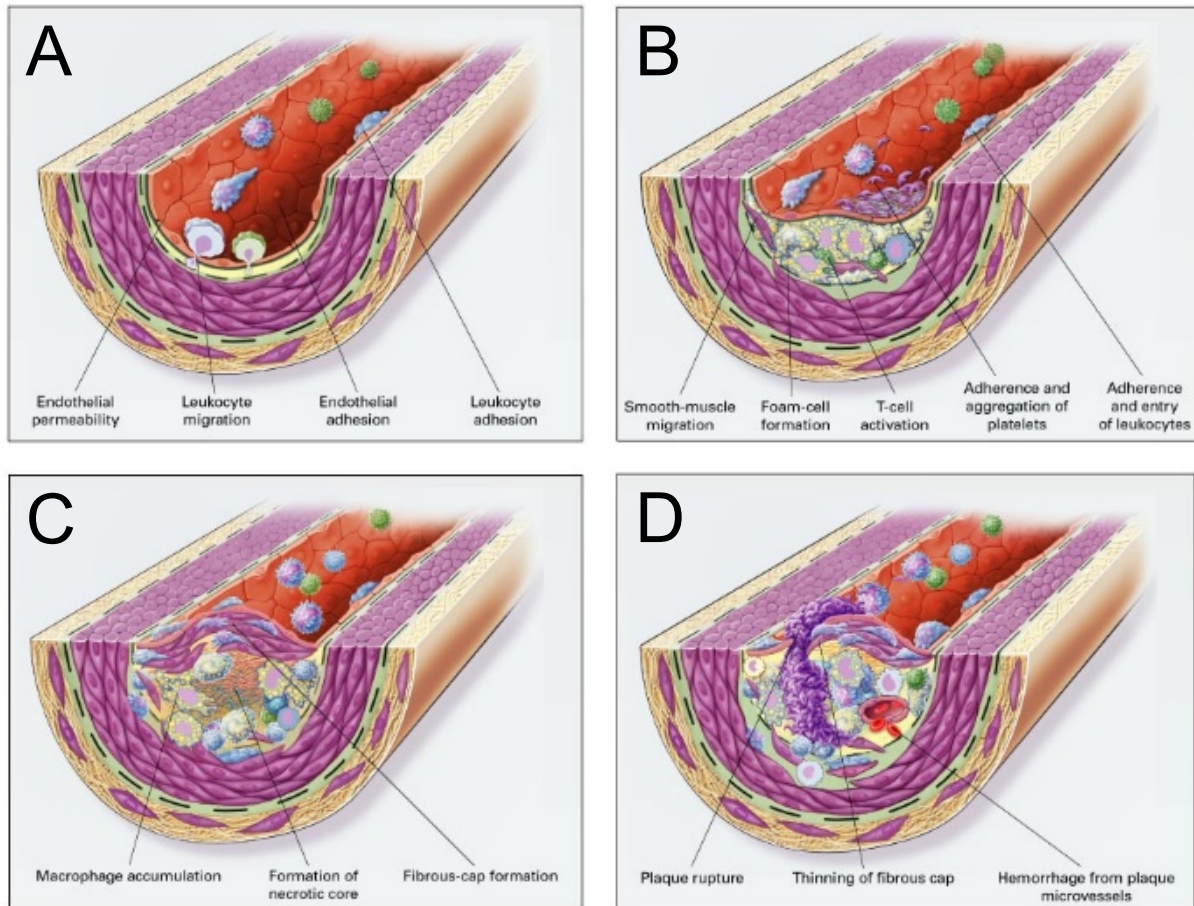 A
Endothelial
permeability
Leukocyte
migration
Endothelial
adhesion
Leukocyte
adhesion
B
Smooth-muscle
migration
Foam-cell
formation
T-cell
activation
Adherence and
aggregation of
platelets
Adherence
and entry
of leukocytes
C
Macrophage accumulation
Formation of
necrotic core
Fibrous-cap formation
D
Plaque rupture
Thinning of fibrous cap
Hemorrhage from plaque
microvessels